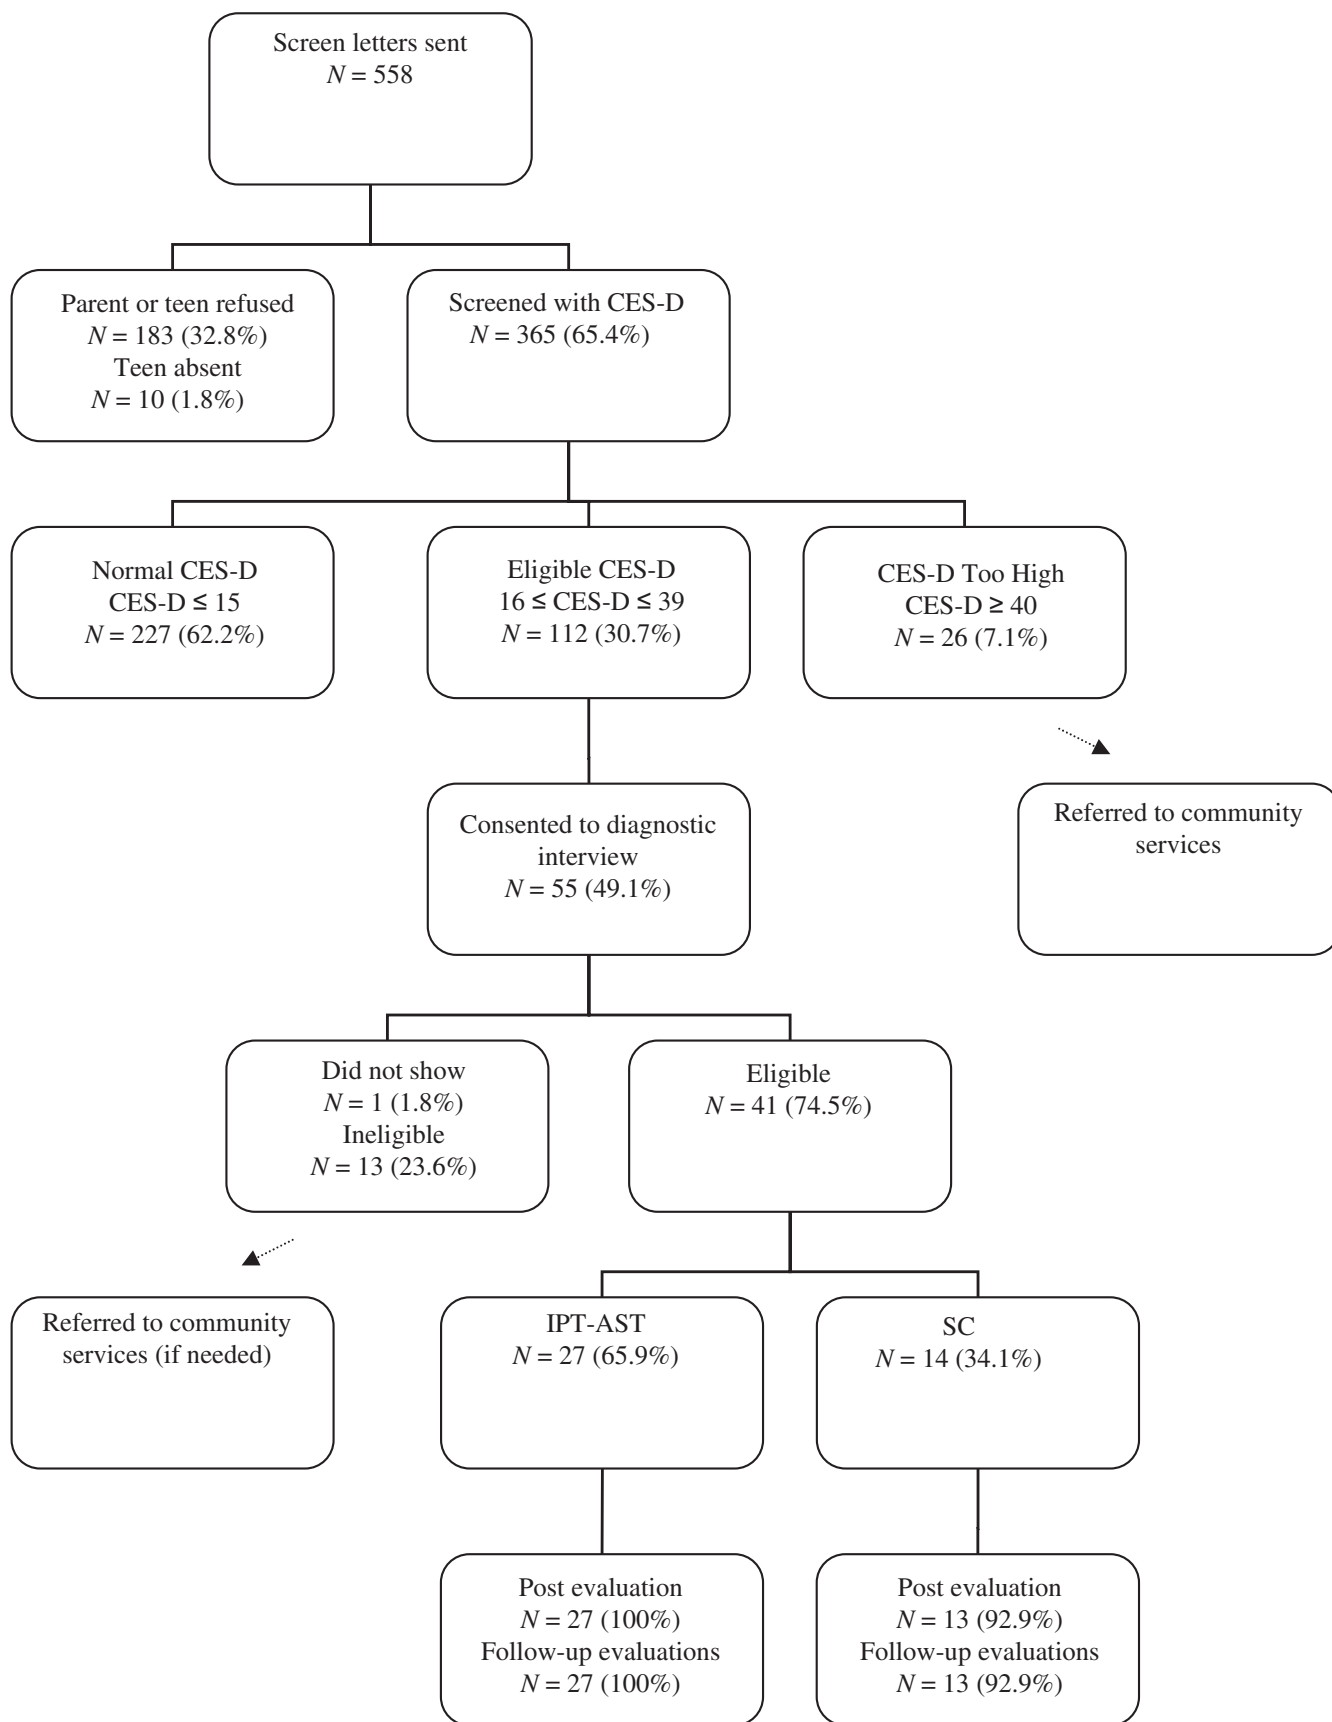 Screen letters sent
N = 558
Parent or teen refused
N = 183 (32.8%)
Teen absent
N = 10 (1.8%)
Screened with CES-D
N = 365 (65.4%)
Normal CES-D
CES-D ≤ 15
N = 227 (62.2%)
Eligible CES-D
16 ≤ CES-D ≤ 39
N = 112 (30.7%)
CES-D Too High
CES-D ≥ 40
N = 26 (7.1%)
Consented to diagnostic
interview
N = 55 (49.1%)
Referred to community
services
Did not show
N = 1 (1.8%)
Ineligible
N = 13 (23.6%)
Eligible
N = 41 (74.5%)
Referred to community
services (if needed)
IPT-AST
N = 27 (65.9%)
SC
N = 14 (34.1%)
Post evaluation
N = 27 (100%)
Follow-up evaluations
N = 27 (100%)
Post evaluation
N = 13 (92.9%)
Follow-up evaluations
N = 13 (92.9%)